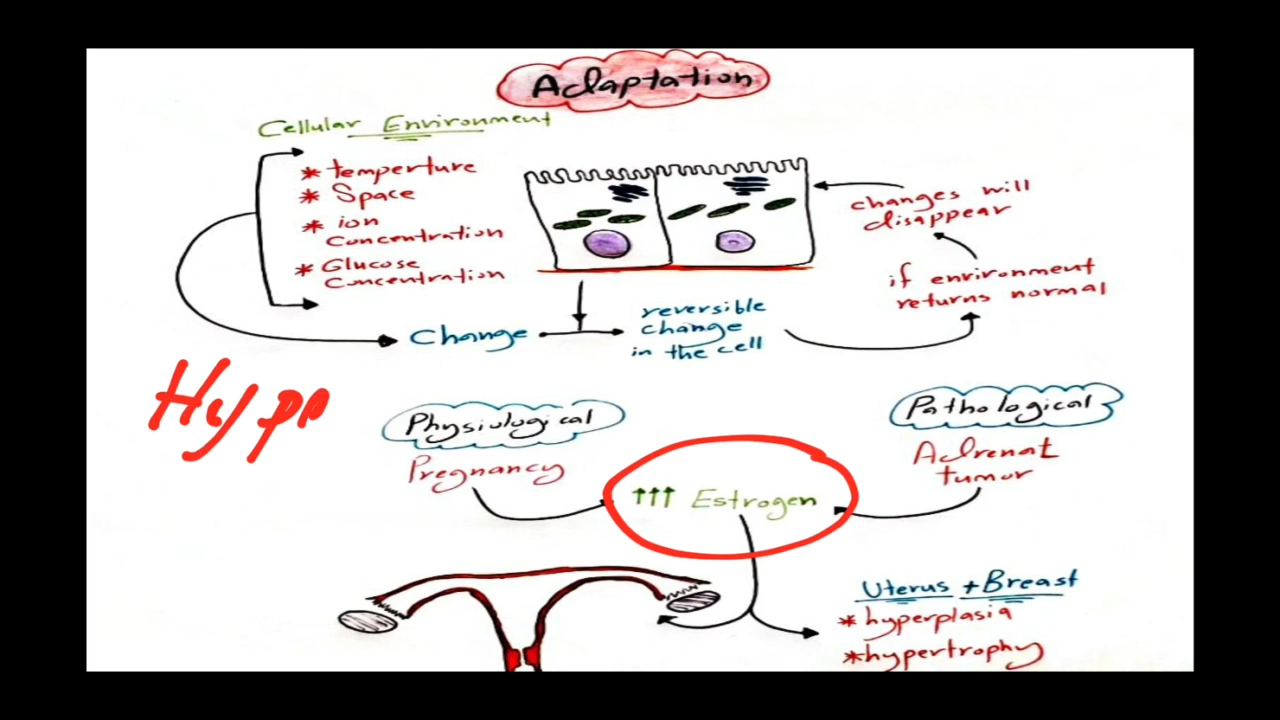 Adaptation
Cellular Environment
* temperture
* Space
* ion
concentration
* Glucose
concentration
changes will
disappear
if environment
returns normal
Change
reversible
change
in the cell
Hypp
Physiological
Pregnancy
Pathological
Adrenal
tumor
↑↑↑ Estrogen
Uterus + Breast
* hyperplasia
* hypertrophy